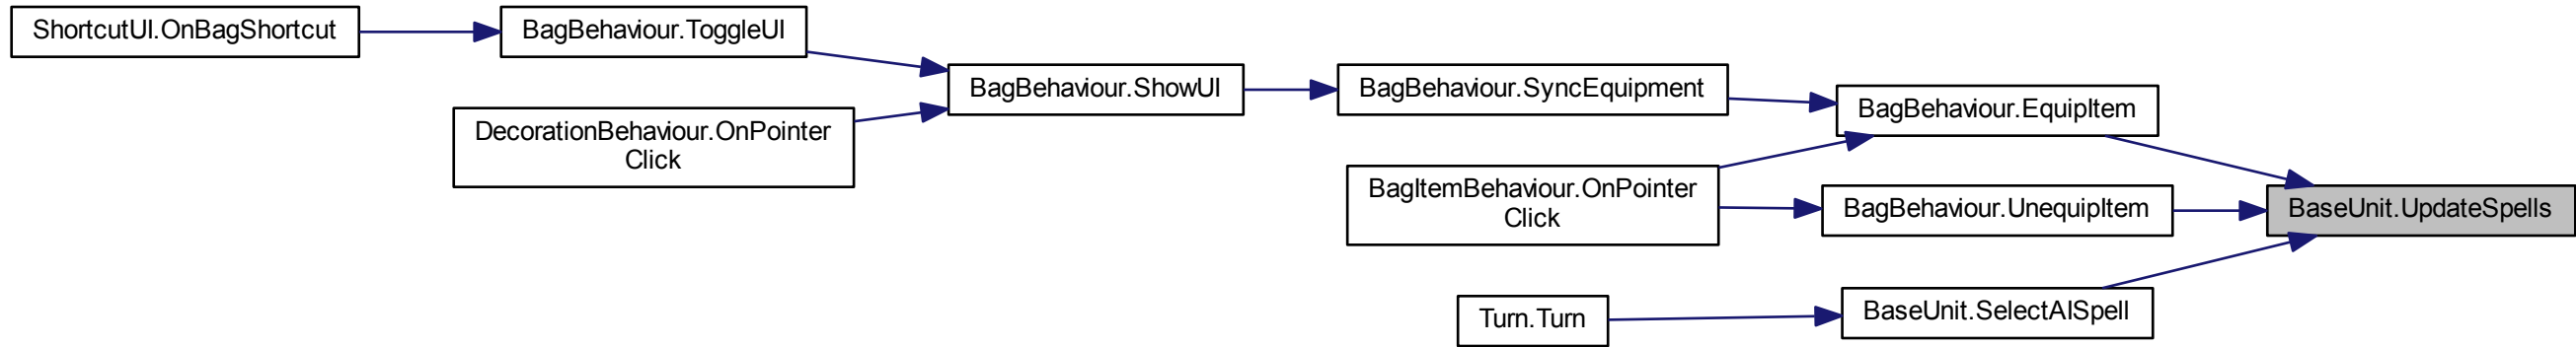 ShortcutUI.OnBagShortcut
BagBehaviour.ToggleUI
DecorationBehaviour.OnPointer
Click
BagBehaviour.ShowUI
BagBehaviour.SyncEquipment
BagItemBehaviour.OnPointer
Click
Turn.Turn
BagBehaviour.EquipItem
BagBehaviour.UnequipItem
BaseUnit.SelectAISpell
BaseUnit.UpdateSpells